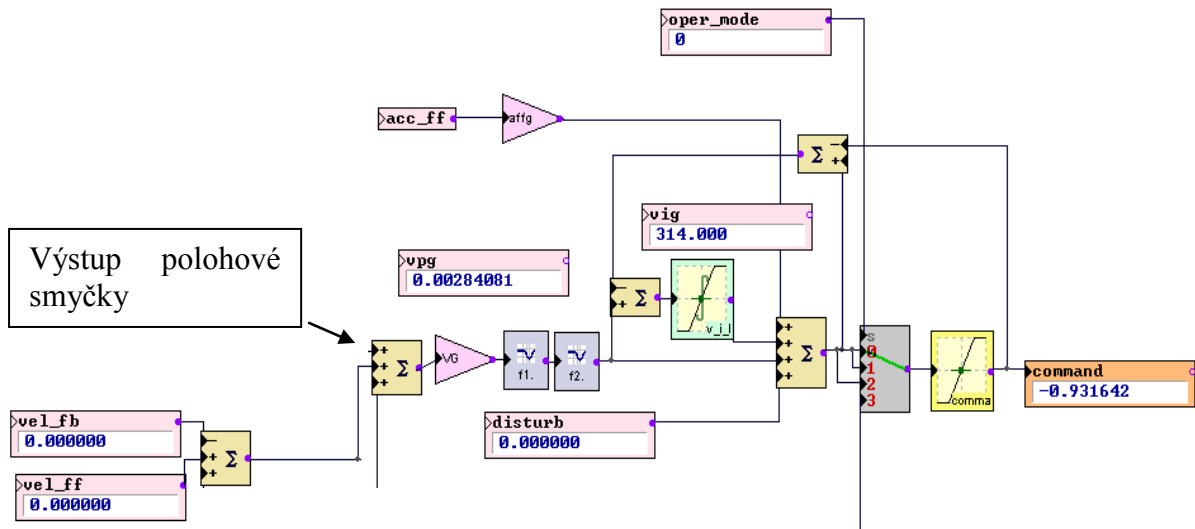 oper_mode
0
acc_ff
affg
Σ
− +
vig
314.000
Výstup polohové
smyčky
vpg
0.00284081
− +
Σ
v_i_l
+
+
+
+
Σ
s
0
1
2
3
comma
command
-0.931642
+
+
+
Σ
VG
f1.
f2.
vel_fb
0.000000
−
+
+
Σ
disturb
0.000000
vel_ff
0.000000